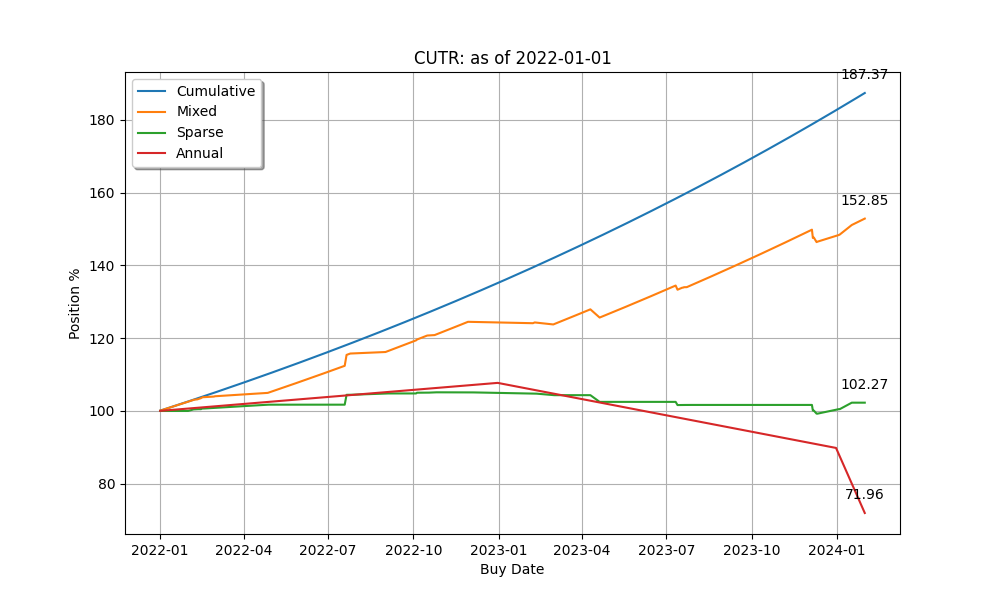 CUTR: as of 2022-01-01
187.37
Cumulative
Mixed
Sparse
Annual
180
160
152.85
140
120
102.27
100
80
71.96
Position %
2022-01
2022-04
2022-07
2022-10
2023-01
2023-04
2023-07
2023-10
2024-01
Buy Date